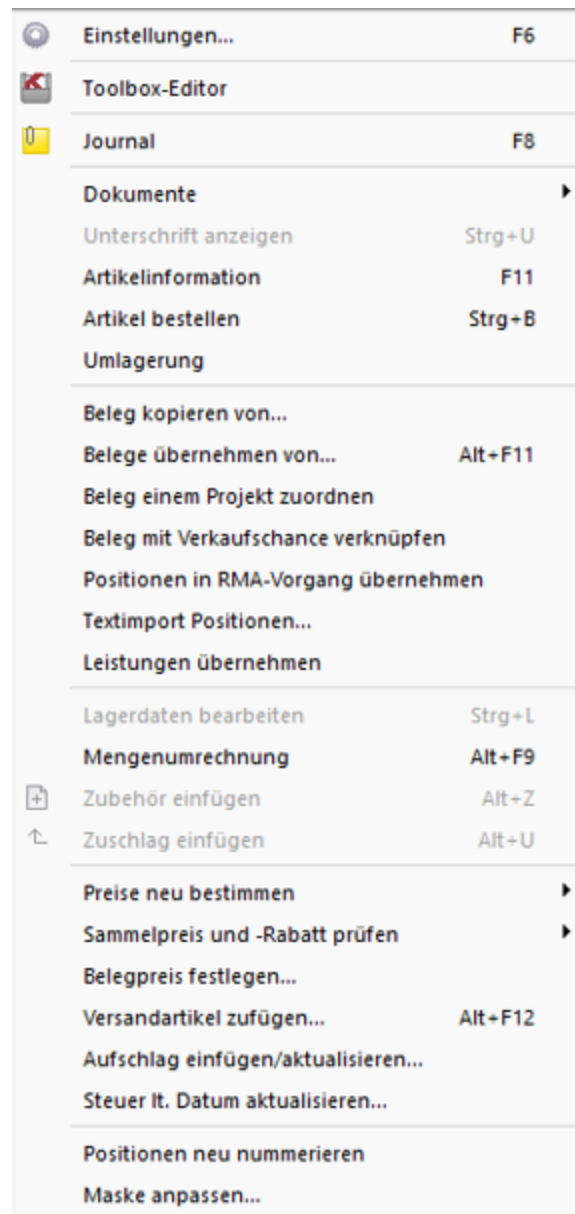 Einstellungen... F6
Toolbox-Editor
Journal F8
Dokumente
Unterschrift anzeigen Strg+U
Artikelinformation F11
Artikel bestellen Strg+B
Umlagerung
Beleg kopieren von...
Belege übernehmen von... Alt+F11
Beleg einem Projekt zuordnen
Beleg mit Verkaufschance verknüpfen
Positionen in RMA-Vorgang übernehmen
Textimport Positionen...
Leistungen übernehmen
Lagerdaten bearbeiten Strg+L
Mengenumrechnung Alt+F9
Zubehör einfügen Alt+Z
Zuschlag einfügen Alt+U
Preise neu bestimmen
Sammelpreis und -Rabatt prüfen
Belegpreis festlegen...
Versandartikel zufügen... Alt+F12
Aufschlag einfügen/aktualisieren...
Steuer lt. Datum aktualisieren...
Positionen neu nummerieren
Maske anpassen...